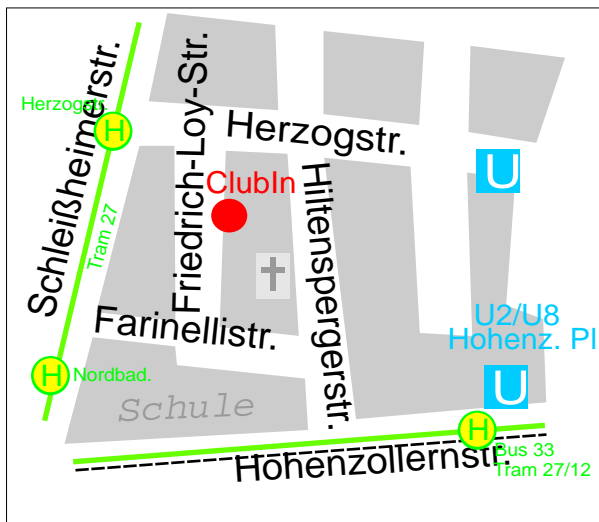 Schleißheimerstr.
Herzogstr.
H
Friedrich-Loy-Str.
Herzogstr.
U
ClubIn
Hiltenspergerstr.
Tram 27
Farinellistr.
U2/U8
Hohenz. Pl
H
Nordbad.
U
Schule
H
Bus 33
Tram 27/12
Hohenzollernstr.